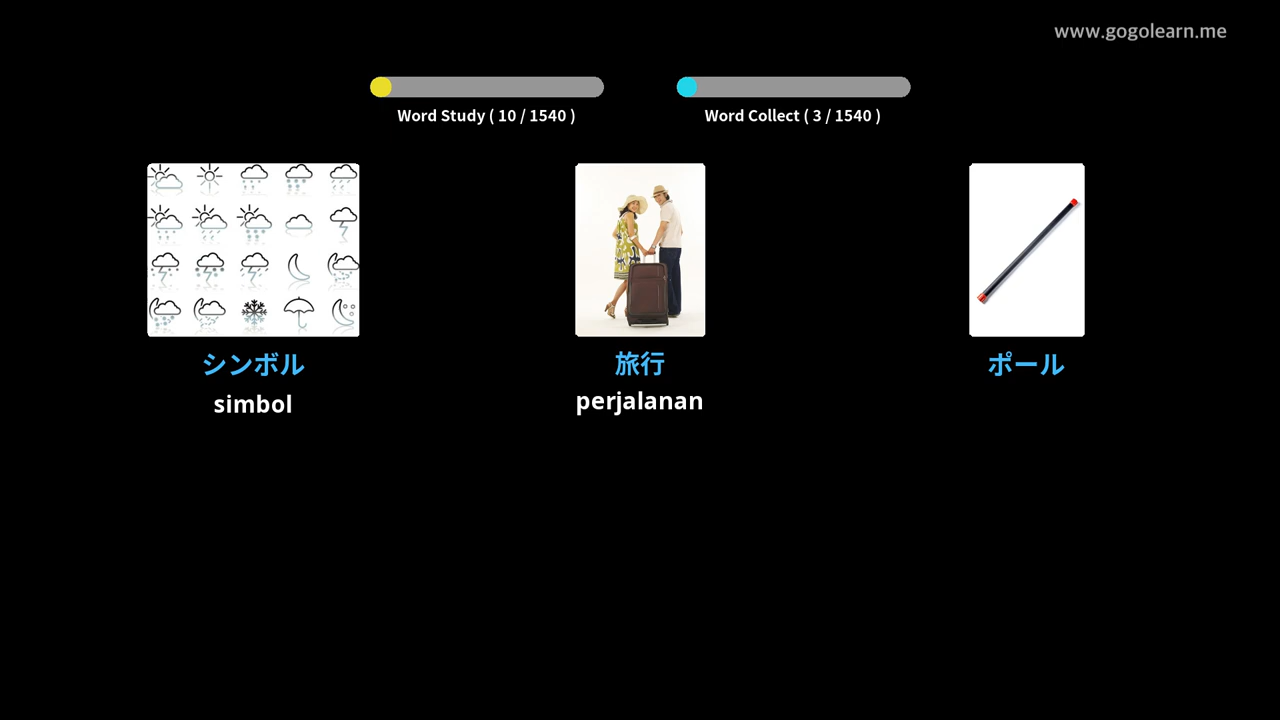 www.gogolearn.me
Word Study ( 10 / 1540 )
Word Collect ( 3 / 1540 )
シンボル
simbol
旅行
perjalanan
ポール